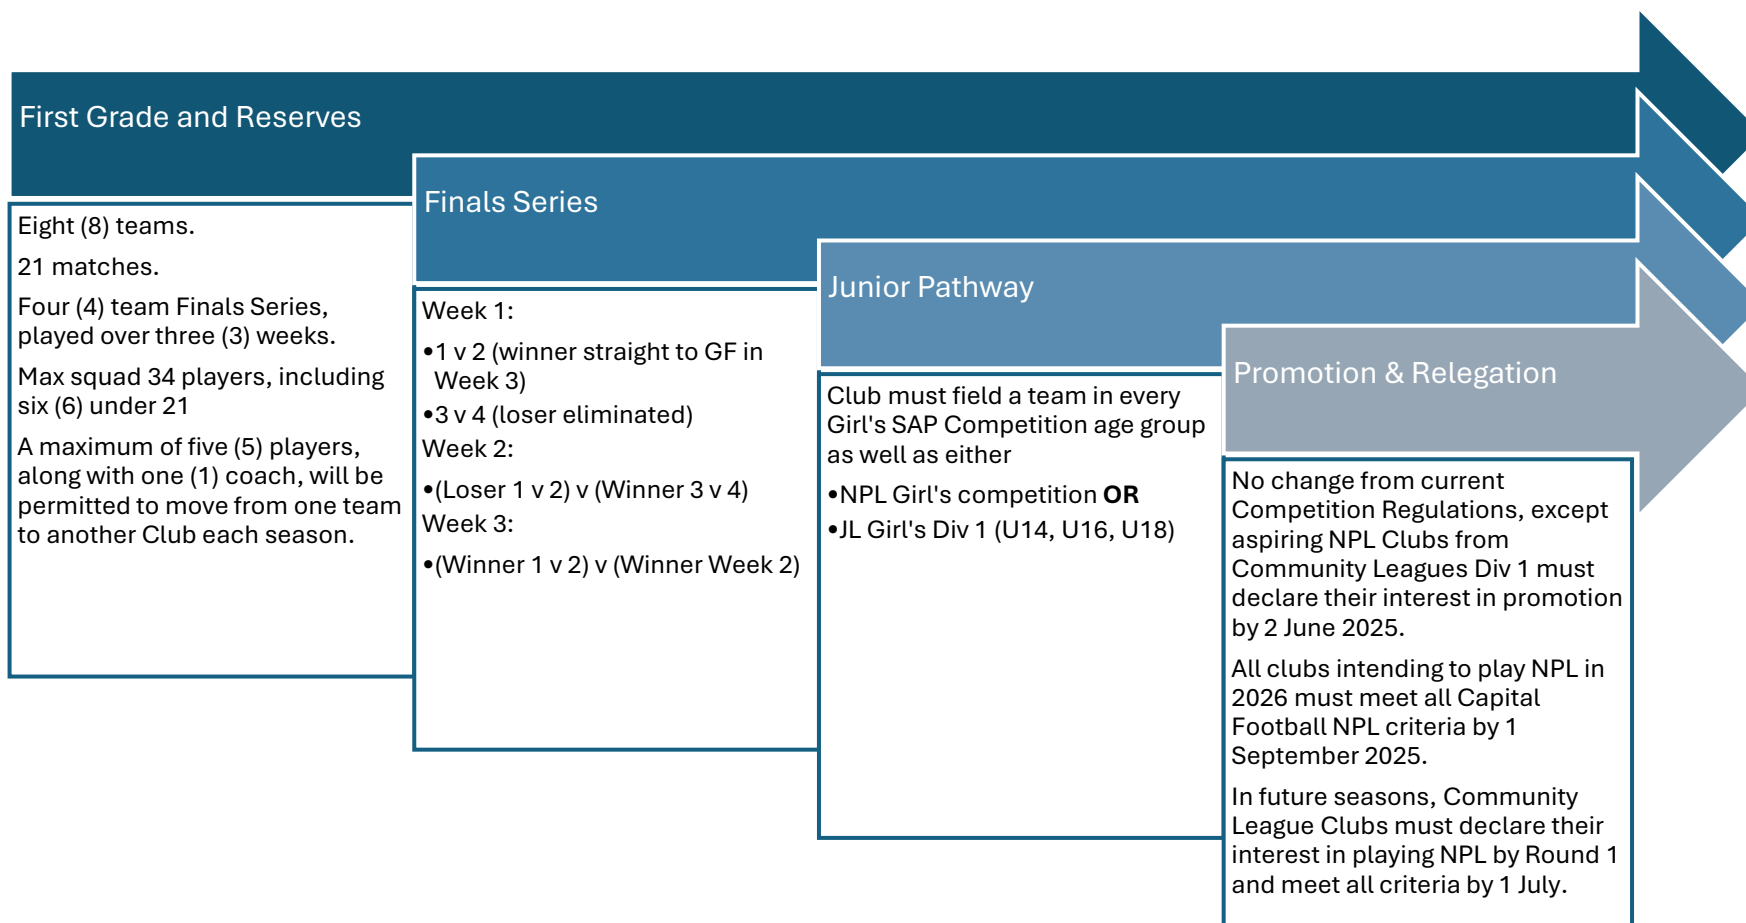 First Grade and Reserves
Eight (8) teams.
21 matches.
Four (4) team Finals Series,
played over three (3) weeks.
Max squad 34 players, including
six (6) under 21
A maximum of five (5) players,
along with one (1) coach, will be
permitted to move from one team
to another Club each season.
Finals Series
Week 1:
•1 v 2 (winner straight to GF in
Week 3)
•3 v 4 (loser eliminated)
Week 2:
•(Loser 1 v 2) v (Winner 3 v 4)
Week 3:
•(Winner 1 v 2) v (Winner Week 2)
Junior Pathway
Club must field a team in every
Girl's SAP Competition age group
as well as either
•NPL Girl's competition OR
•JL Girl's Div 1 (U14, U16, U18)
Promotion & Relegation
No change from current
Competition Regulations, except
aspiring NPL Clubs from
Community Leagues Div 1 must
declare their interest in promotion
by 2 June 2025.
All clubs intending to play NPL in
2026 must meet all Capital
Football NPL criteria by 1
September 2025.
In future seasons, Community
League Clubs must declare their
interest in playing NPL by Round 1
and meet all criteria by 1 July.